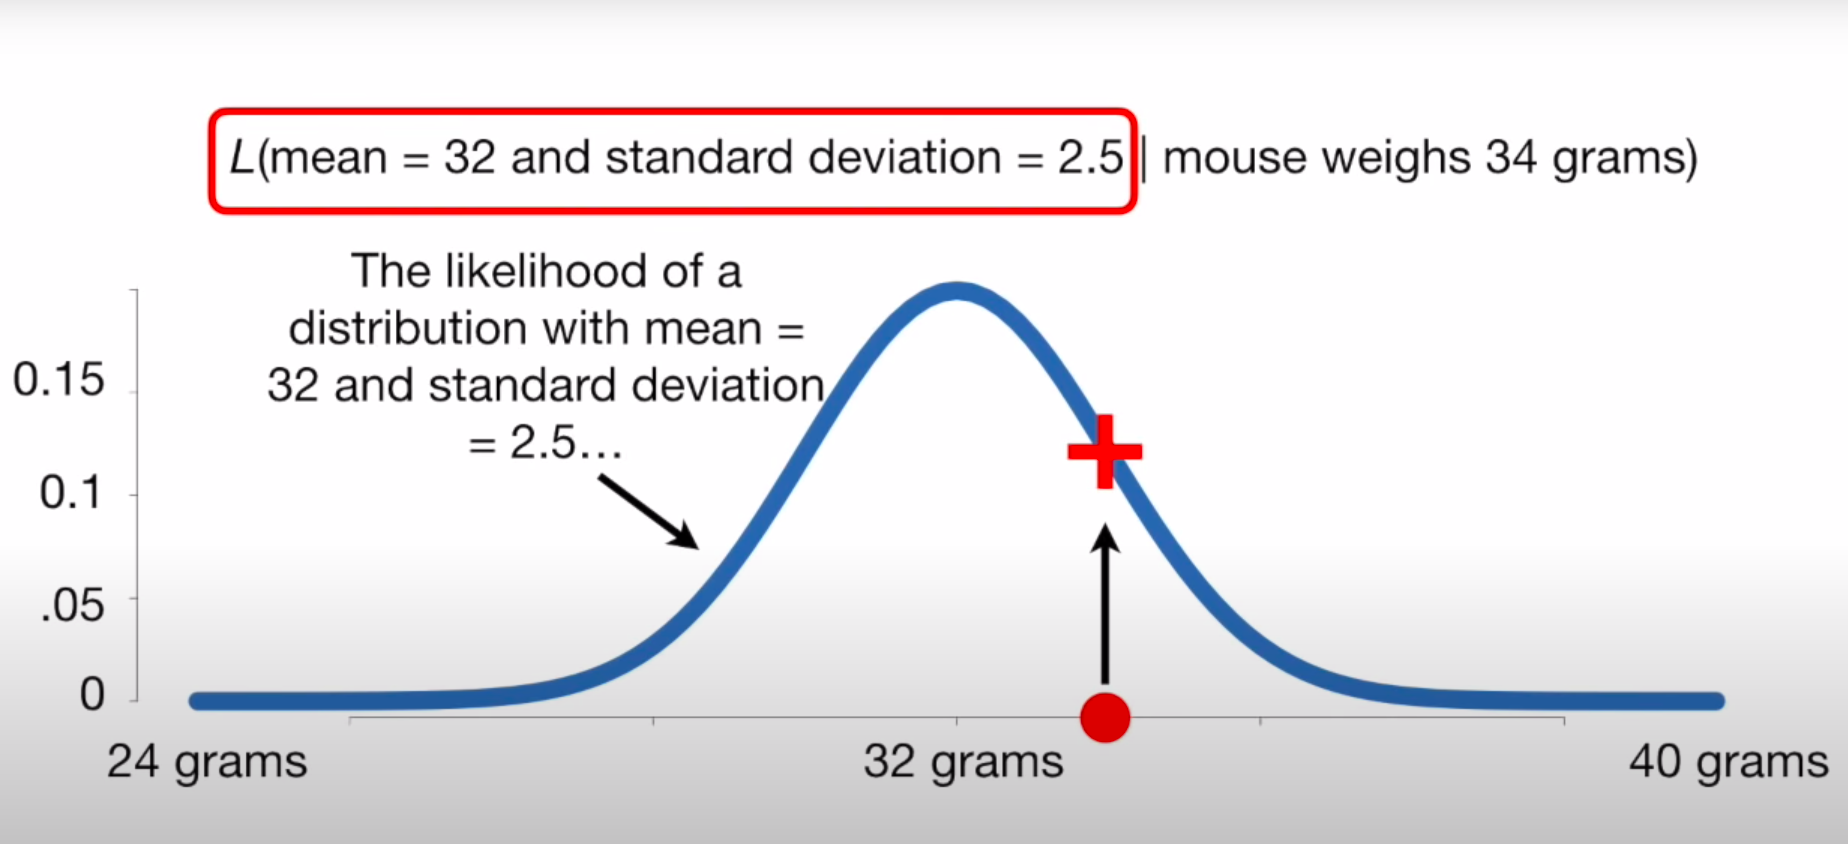 L(mean = 32 and standard deviation = 2.5 | mouse weighs 34 grams)
The likelihood of a
distribution with mean =
32 and standard deviation
= 2.5…
0.15
0.1
.05
0
24 grams
32 grams
40 grams